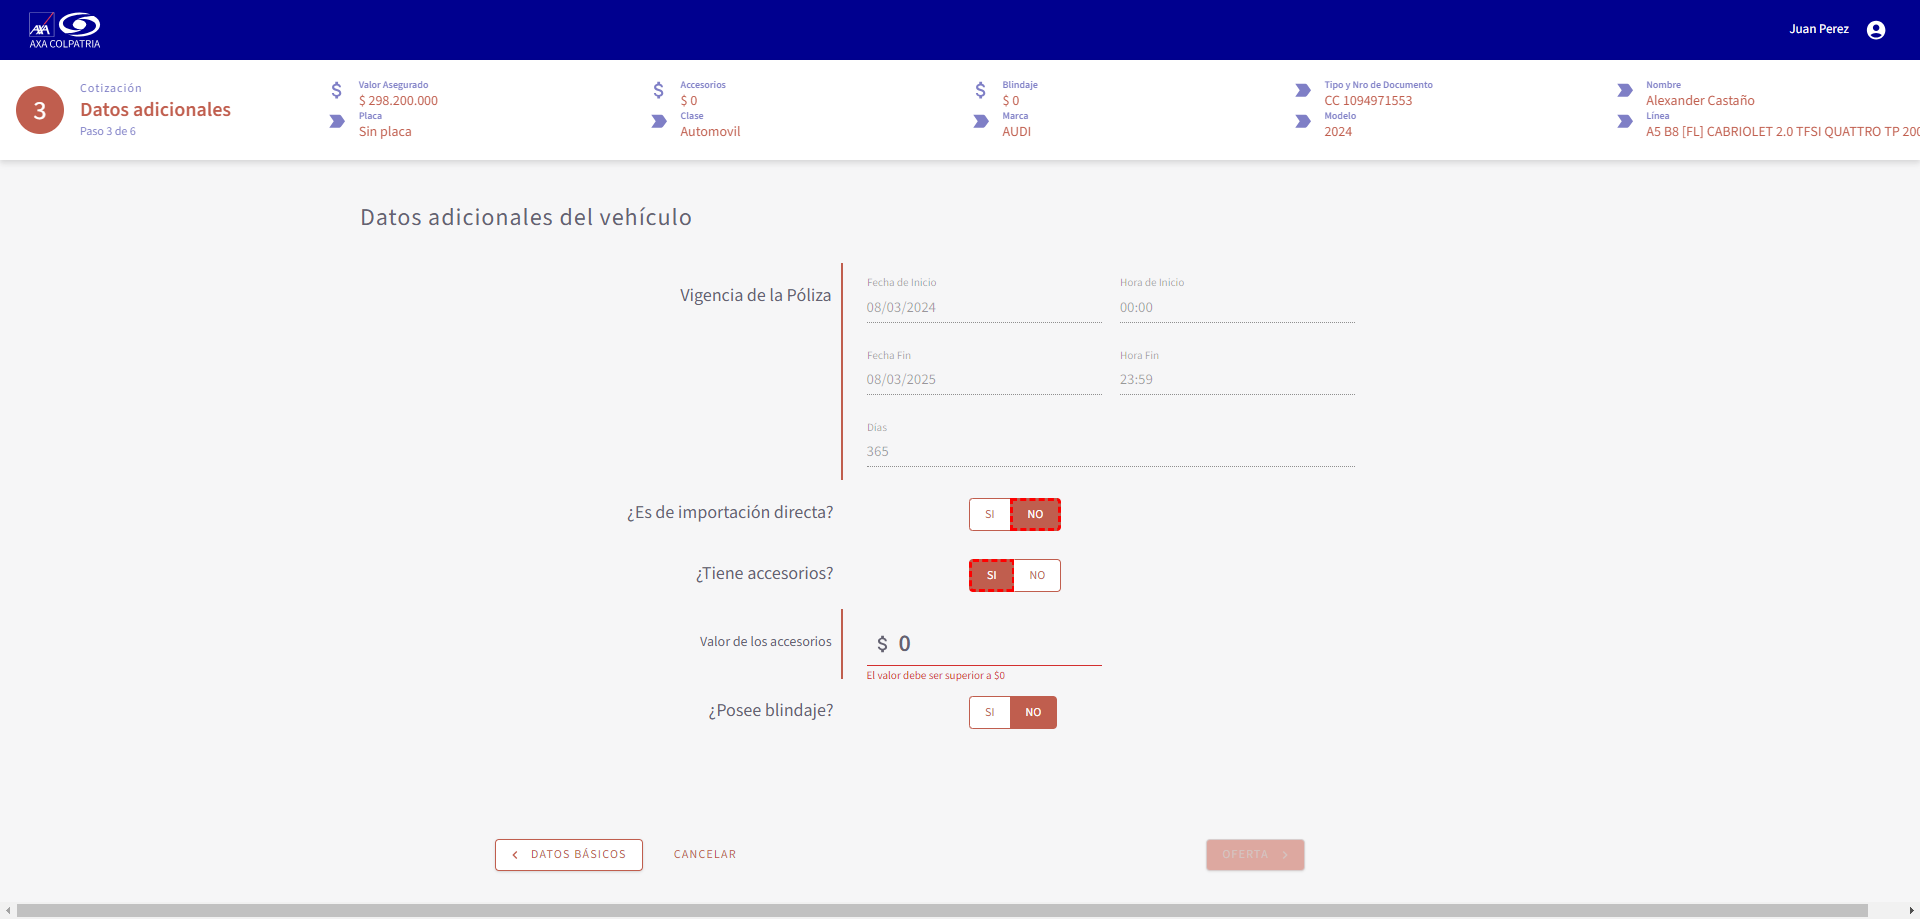 AXA COLPATRIA
Juan Perez
3
Cotización
Datos adicionales
Paso 3 de 6
Valor Asegurado
$ 298.200.000
Placa
Sin placa
Accesorios
$ 0
Clase
Automovil
Blindaje
$ 0
Marca
AUDI
Tipo y Nro de Documento
CC 1094971553
Modelo
2024
Nombre
Alexander Castaño
Línea
A5 B8 [FL] CABRIOLET 2.0 TFSI QUATTRO TP 200
Datos adicionales del vehículo
Vigencia de la Póliza
Fecha de Inicio
08/03/2024
Hora de Inicio
00:00
Fecha Fin
08/03/2025
Hora Fin
23:59
Días
365
¿Es de importación directa?
SI NO
¿Tiene accesorios?
SI NO
Valor de los accesorios
$ 0
El valor debe ser superior a $0
¿Posee blindaje?
SI NO
DATOS BÁSICOS
CANCELAR
OFERTA